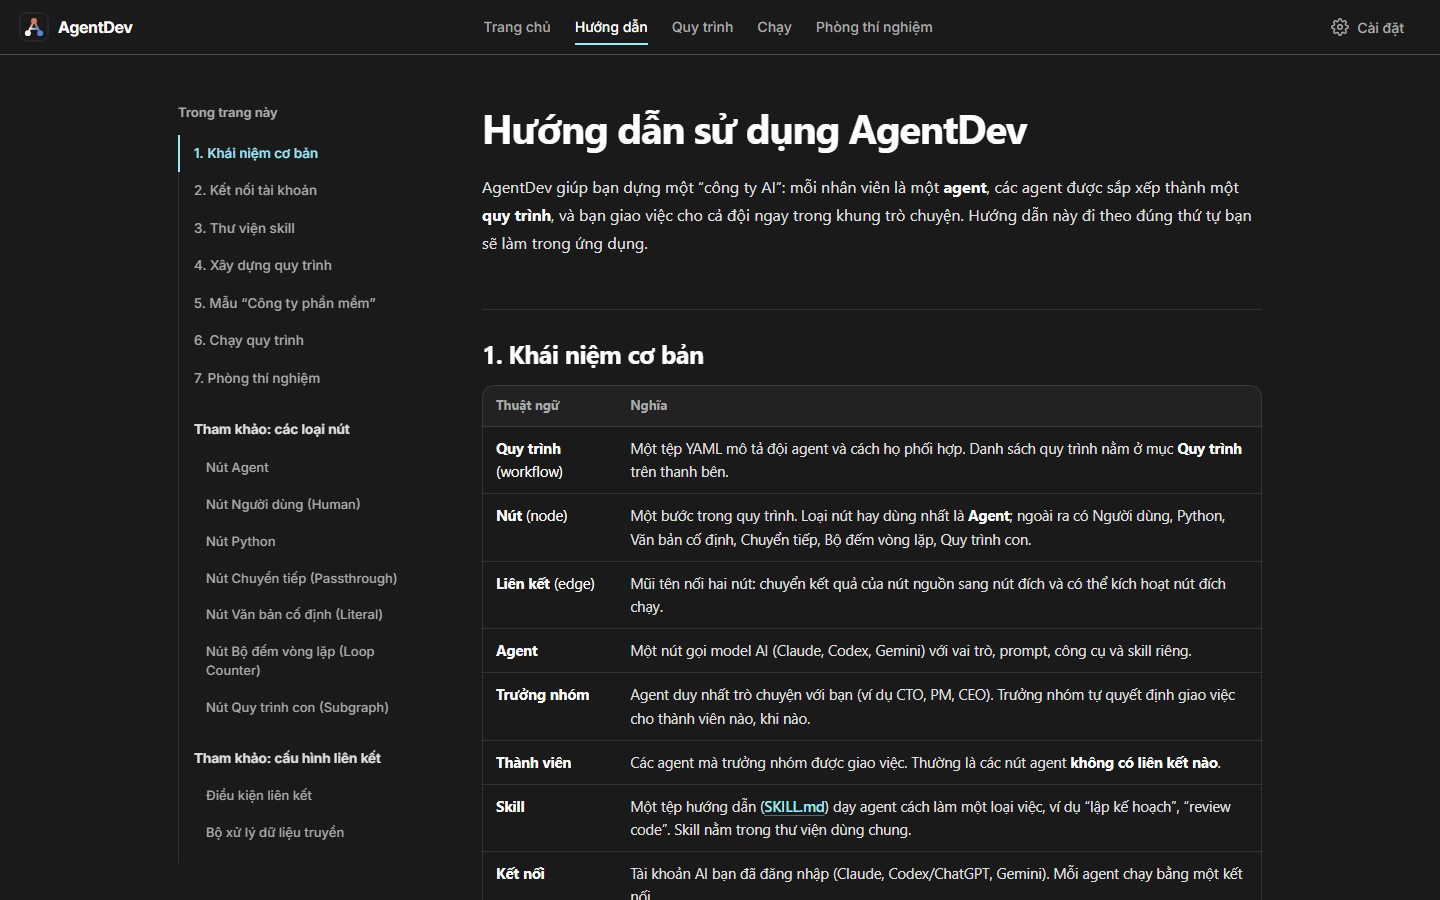 AgentDev
Trang chủ
Hướng dẫn
Quy trình
Chạy
Phòng thí nghiệm
Cài đặt
Trong trang này
1. Khái niệm cơ bản
2. Kết nối tài khoản
3. Thư viện skill
4. Xây dựng quy trình
5. Mẫu “Công ty phần mềm”
6. Chạy quy trình
7. Phòng thí nghiệm
Tham khảo: các loại nút
Nút Agent
Nút Người dùng (Human)
Nút Python
Nút Chuyển tiếp (Passthrough)
Nút Văn bản cố định (Literal)
Nút Bộ đếm vòng lặp (Loop
Counter)
Nút Quy trình con (Subgraph)
Tham khảo: cấu hình liên kết
Điều kiện liên kết
Bộ xử lý dữ liệu truyền
Hướng dẫn sử dụng AgentDev
AgentDev giúp bạn dựng một “công ty AI”: mỗi nhân viên là một agent, các agent được sắp xếp thành một
quy trình, và bạn giao việc cho cả đội ngay trong khung trò chuyện. Hướng dẫn này đi theo đúng thứ tự bạn
sẽ làm trong ứng dụng.
1. Khái niệm cơ bản
Thuật ngữ
Nghĩa
Quy trình
(workflow)
Một tệp YAML mô tả đội agent và cách họ phối hợp. Danh sách quy trình nằm ở mục Quy trình
trên thanh bên.
Nút (node)
Một bước trong quy trình. Loại nút hay dùng nhất là Agent; ngoài ra có Người dùng, Python,
Văn bản cố định, Chuyển tiếp, Bộ đếm vòng lặp, Quy trình con.
Liên kết (edge)
Mũi tên nối hai nút: chuyển kết quả của nút nguồn sang nút đích và có thể kích hoạt nút đích
chạy.
Agent
Một nút gọi model AI (Claude, Codex, Gemini) với vai trò, prompt, công cụ và skill riêng.
Trưởng nhóm
Agent duy nhất trò chuyện với bạn (ví dụ CTO, PM, CEO). Trưởng nhóm tự quyết định giao việc
cho thành viên nào, khi nào.
Thành viên
Các agent mà trưởng nhóm được giao việc. Thường là các nút agent không có liên kết nào.
Skill
Một tệp hướng dẫn (SKILL.md) dạy agent cách làm một loại việc, ví dụ “lập kế hoạch”, “review
code”. Skill nằm trong thư viện dùng chung.
Kết nối
Tài khoản AI bạn đã đăng nhập (Claude, Codex/ChatGPT, Gemini). Mỗi agent chạy bằng một kết
nối.